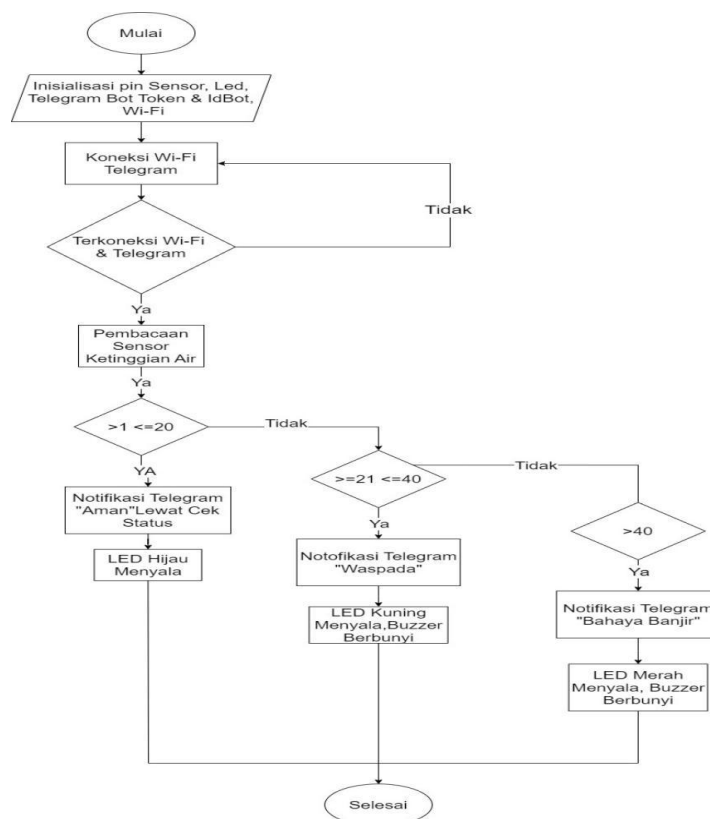 Mulai
Inisialisasi pin Sensor, Led,
Telegram Bot Token & IdBot,
Wi-Fi
Koneksi Wi-Fi
Telegram
Tidak
Terkoneksi Wi-Fi
& Telegram
Ya
Pembacaan
Sensor
Ketinggian Air
Ya
>1 <=20
Tidak
>=21 <=40
Tidak
>40
YA
Notifikasi Telegram
"Aman"Lewat Cek
Status
LED Hijau
Menyala
Ya
Notofikasi Telegram
"Waspada"
LED Kuning
Menyala,Buzzer
Berbunyi
Ya
Notifikasi Telegram
"Bahaya Banjir"
LED Merah
Menyala, Buzzer
Berbunyi
Selesai